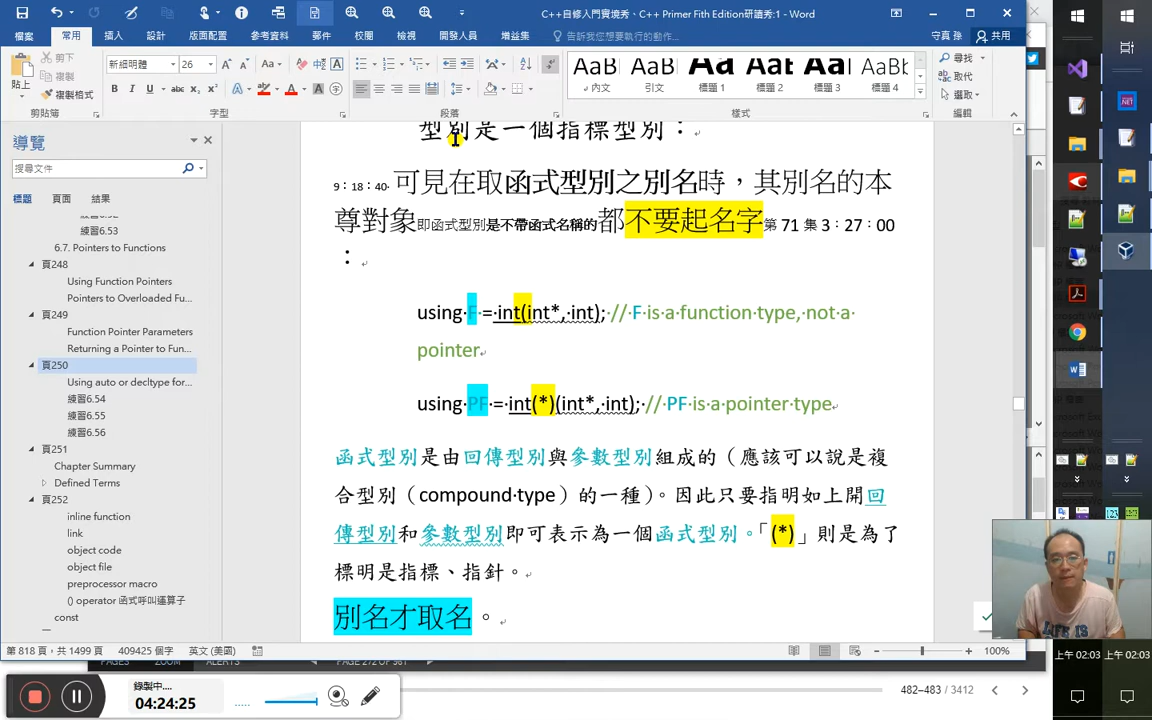 C++自修入門實境秀、C++ Primer Fith Edition研讀秀:1 - Word
檔案 常用 插入 設計 版面配置 參考資料 郵件 校閱 檢視 開發人員 增益集 告訴我您想要執行的動作... 守真 孫 共用
貼上 剪下 複製 複製格式 新細明體 26
AaBb AaBb AaB AaBb AaBl AaBb
內文 引文 標題 1 標題 2 標題 3 標題 4
尋找 取代 選取
剪貼簿 字型 段落 樣式 編輯
導覽
搜尋文件
標題 頁面 結果
練習6.53
6.7. Pointers to Functions
頁248
Using Function Pointers
Pointers to Overloaded Fu...
頁249
Function Pointer Parameters
Returning a Pointer to Fun...
頁250
Using auto or decltype for...
練習6.54
練習6.55
練習6.56
頁251
Chapter Summary
Defined Terms
頁252
inline function
link
object code
object file
preprocessor macro
() operator 函式呼叫運算子
const
型別是一個指標型別：
9：18：40 可見在取函式型別之別名時，其別名的本
尊對象即函式型別是不帶函式名稱的都不要起名字第 71 集 3：27：00
：
using F = int(int*, int); // F is a function type, not a
pointer
using PF = int(*)(int*, int); // PF is a pointer type
函式型別是由回傳型別與參數型別組成的（應該可以說是複
合型別（compound type）的一種）。因此只要指明如上開回
傳型別和參數型別即可表示為一個函式型別。「(*)」則是為了
標明是指標、指針。
別名才取名。
第 818 頁，共 1499 頁 409425 個字 英文 (美國) 100%
PAGES ZOOM ALERTS PAGE 272 OF 981
錄製中....
04:24:25
482–483 / 3412
上午 02:03 上午 02:03
LIFE IS